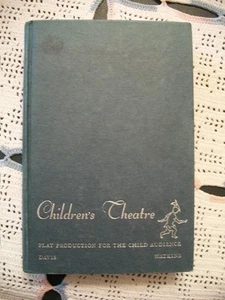 Children's Theatre
PLAY PRODUCTION FOR THE CHILD AUDIENCE
DAVIS WATKINS